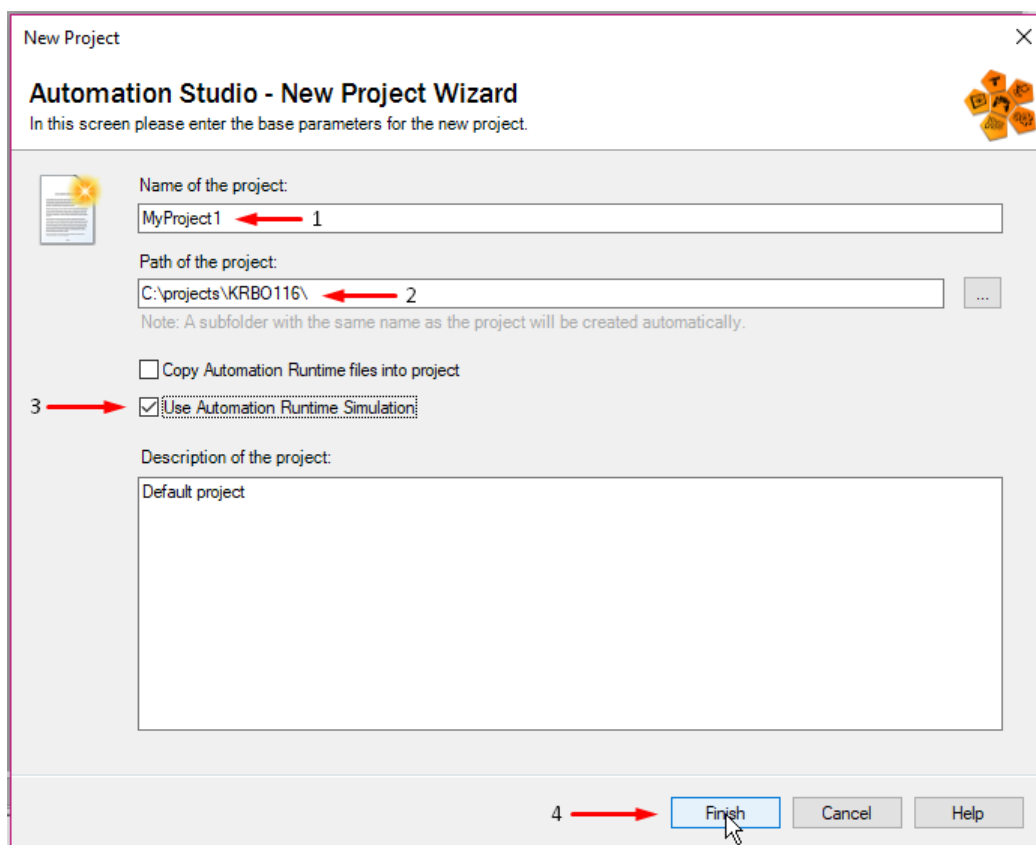 New Project
Automation Studio - New Project Wizard
In this screen please enter the base parameters for the new project.
Name of the project:
MyProject1 1
Path of the project:
C:\projects\KRBO116\ 2
...
Note: A subfolder with the same name as the project will be created automatically.
Copy Automation Runtime files into project
3 Use Automation Runtime Simulation
Description of the project:
Default project
4 Finish Cancel Help